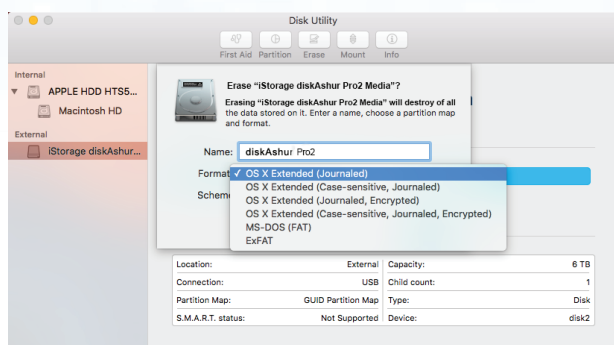 Disk Utility
First Aid Partition Erase Mount Info
Internal
APPLE HDD HTS5...
Macintosh HD
External
iStorage diskAshur...
Erase “iStorage diskAshur Pro2 Media”?
Erasing “iStorage diskAshur Pro2 Media” will destroy of all
the data stored on it. Enter a name, choose a partition map
and format.
Name: diskAshur Pro2
Format
✓ OS X Extended (Journaled)
OS X Extended (Case-sensitive, Journaled)
Schem
OS X Extended (Journaled, Encrypted)
OS X Extended (Case-sensitive, Journaled, Encrypted)
MS-DOS (FAT)
ExFAT
Location: External Capacity: 6 TB
Connection: USB Child count: 1
Partition Map: GUID Partition Map Type: Disk
S.M.A.R.T. status: Not Supported Device: disk2